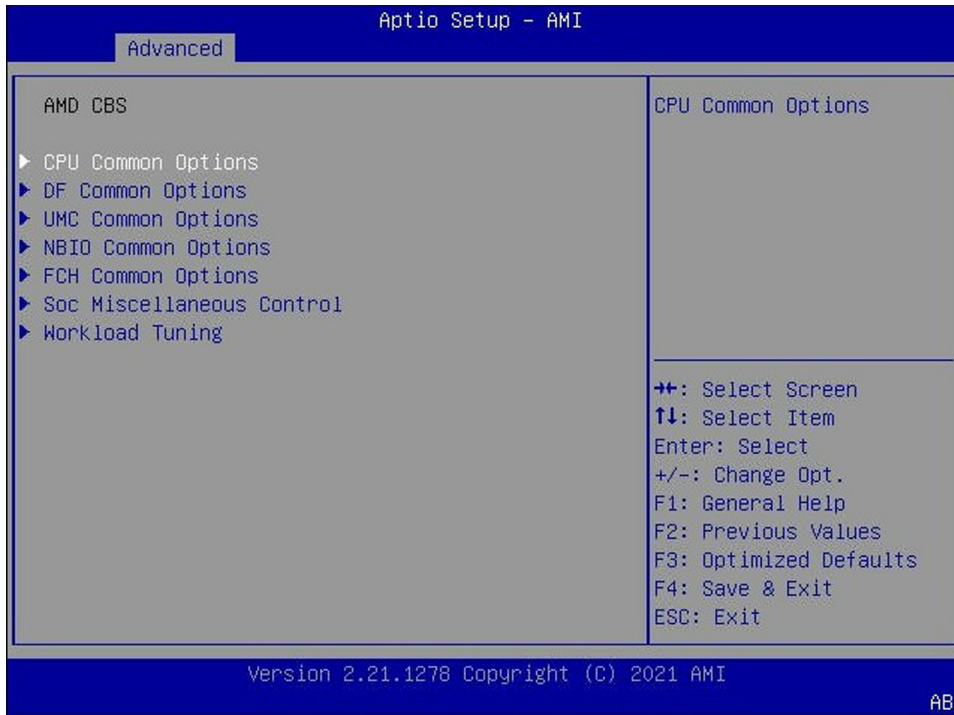 Aptio Setup – AMI
Advanced
AMD CBS
CPU Common Options
DF Common Options
UMC Common Options
NBIO Common Options
FCH Common Options
Soc Miscellaneous Control
Workload Tuning
CPU Common Options
→←: Select Screen
↑↓: Select Item
Enter: Select
+/-: Change Opt.
F1: General Help
F2: Previous Values
F3: Optimized Defaults
F4: Save & Exit
ESC: Exit
Version 2.21.1278 Copyright (C) 2021 AMI
AB